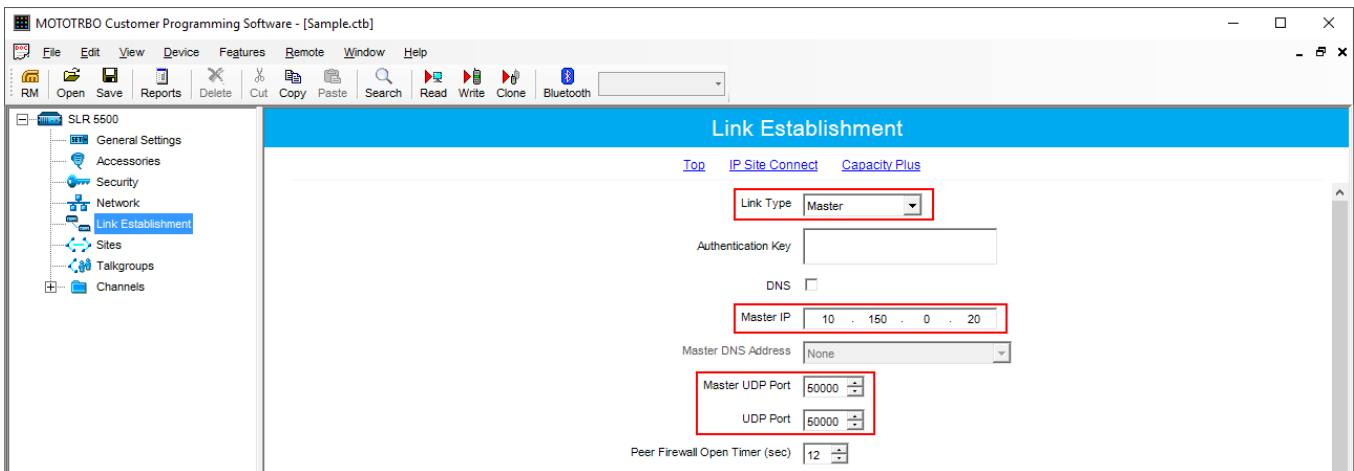 MOTOTRBO Customer Programming Software - [Sample.ctb]
File Edit View Device Features Remote Window Help
RM Open Save Reports Delete Cut Copy Paste Search Read Write Clone Bluetooth
SLR 5500
General Settings
Accessories
Security
Network
Link Establishment
Sites
Talkgroups
Channels
Link Establishment
Top IP Site Connect Capacity Plus
Link Type Master
Authentication Key
DNS
Master IP 10 . 150 . 0 . 20
Master DNS Address None
Master UDP Port 50000
UDP Port 50000
Peer Firewall Open Timer (sec) 12